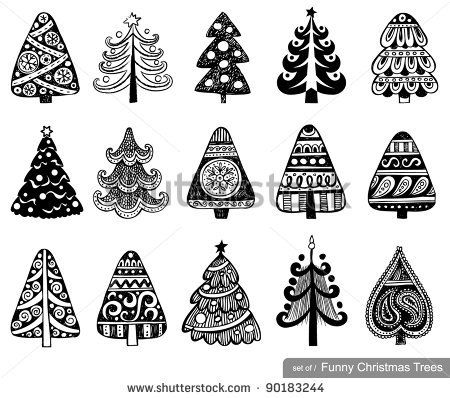 shutterstock
set of / Funny Christmas Trees
www.shutterstock.com · 90183244